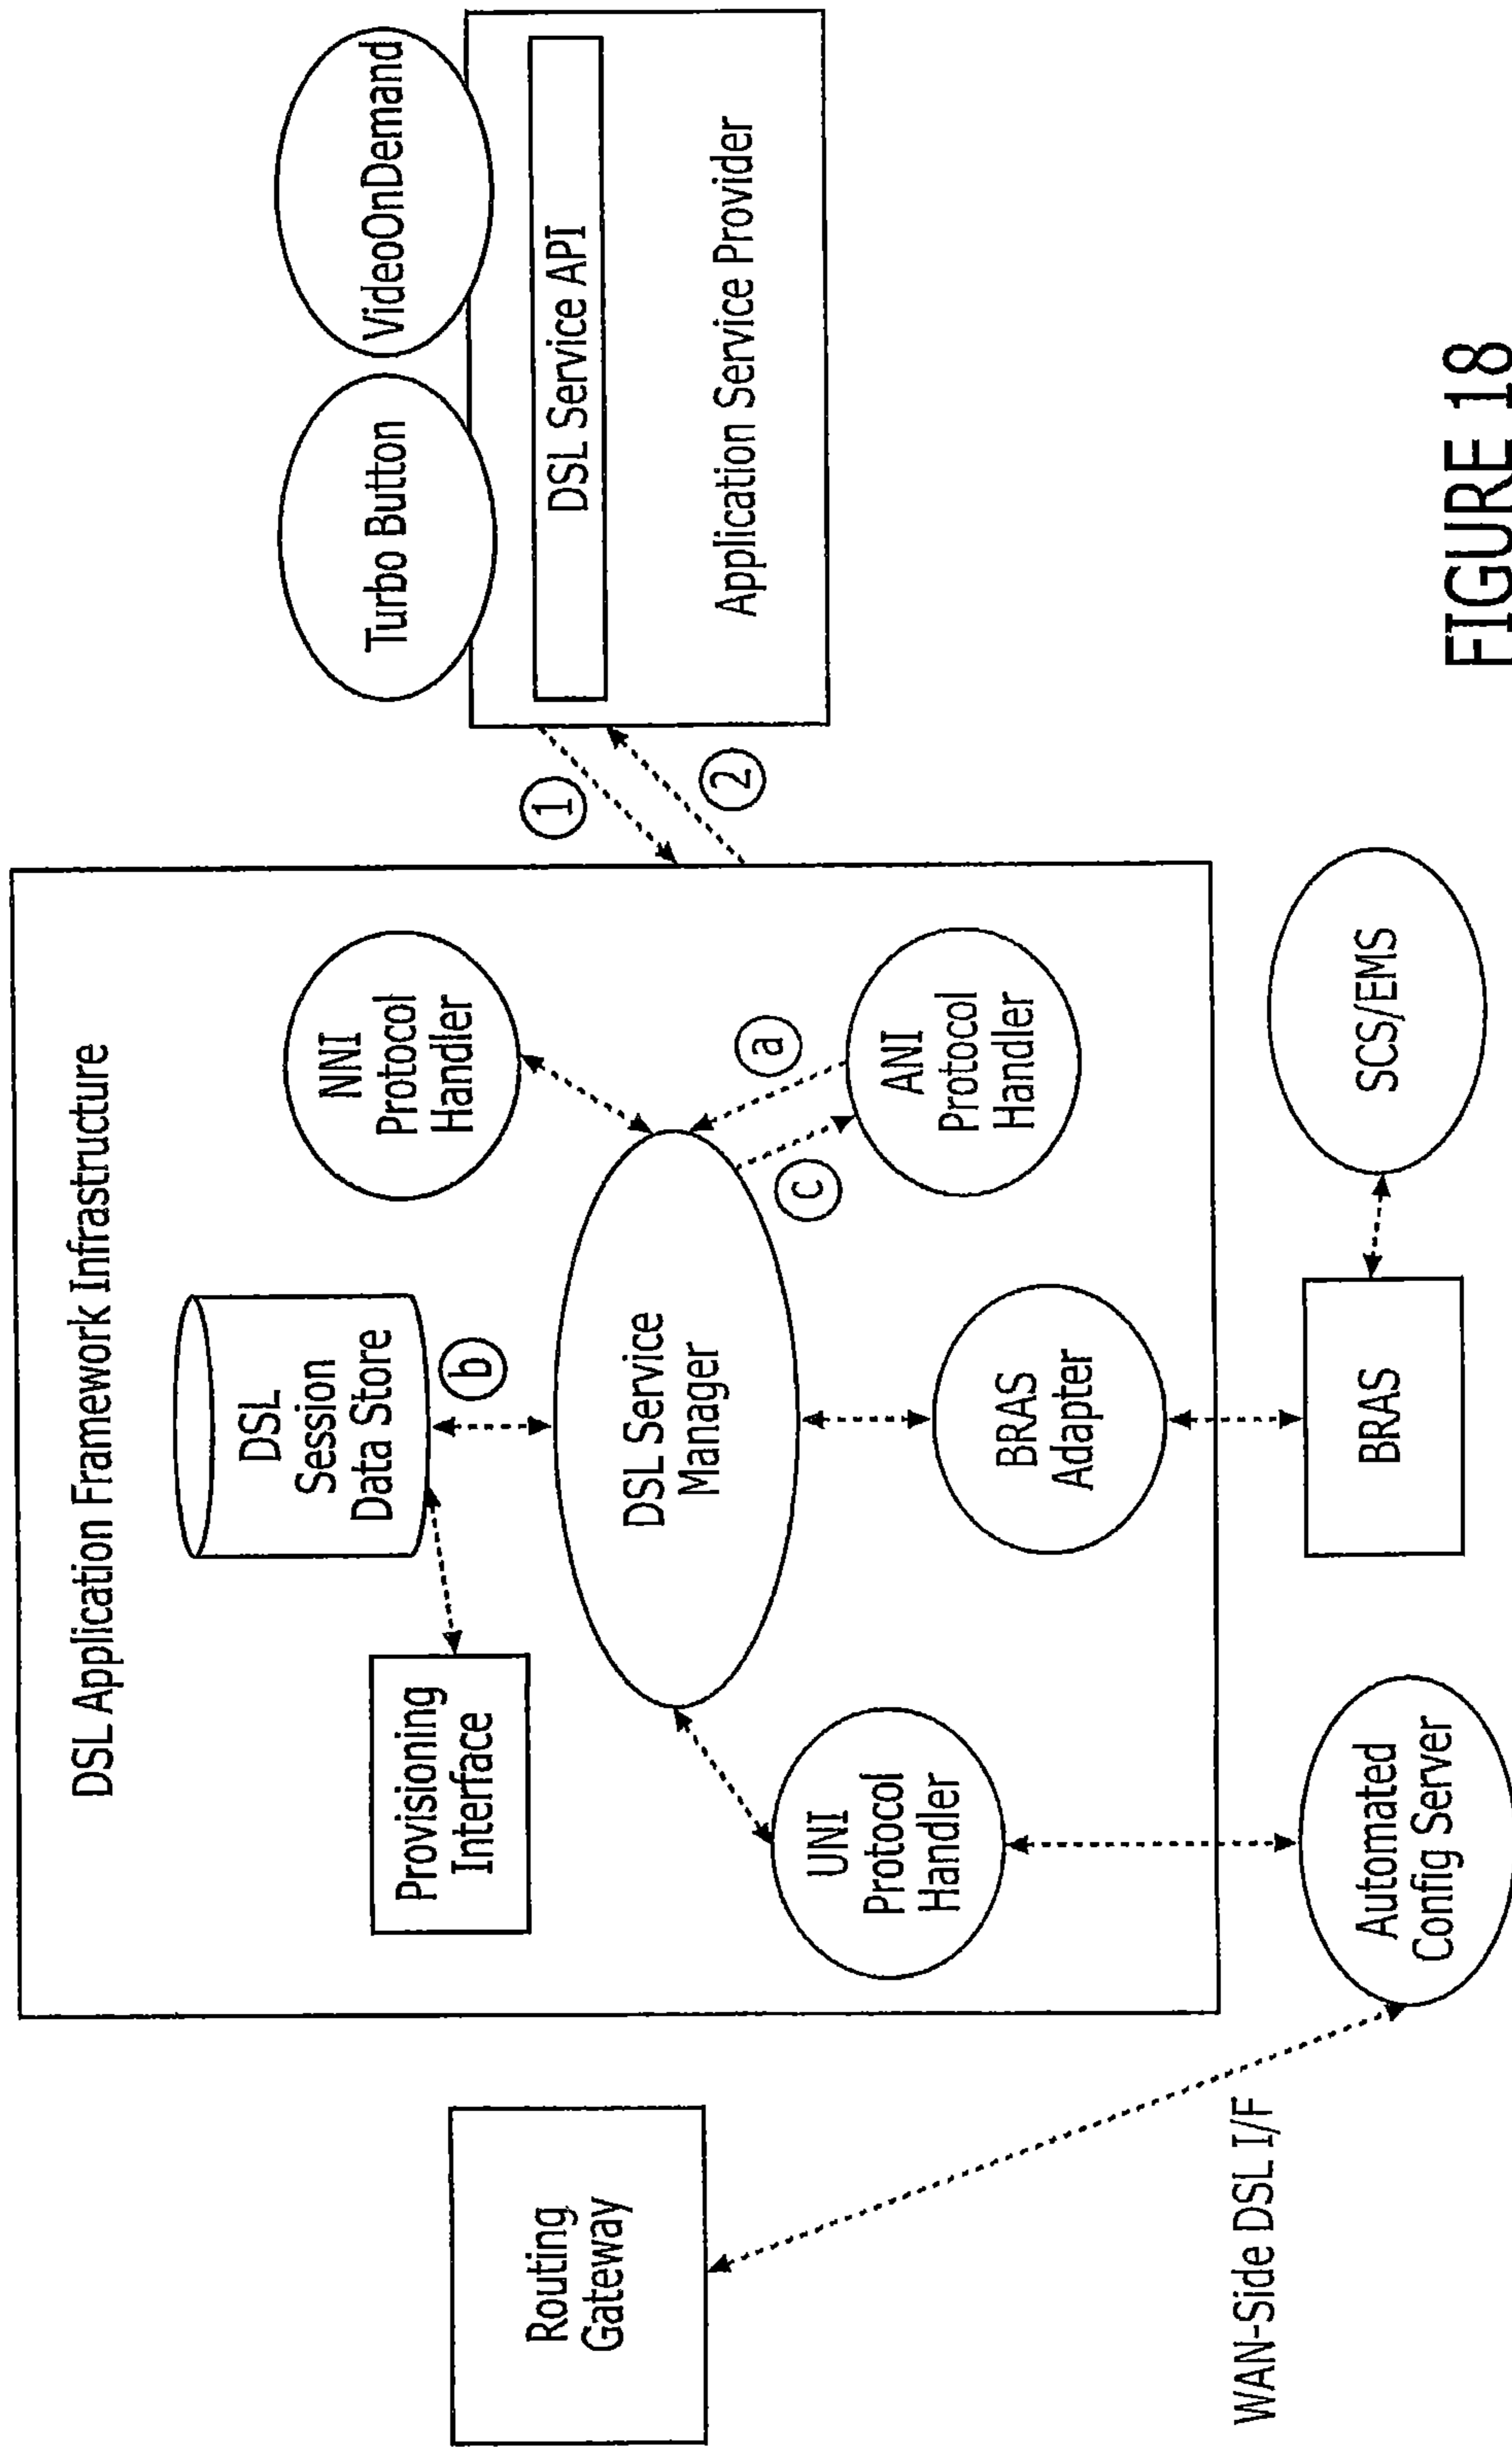 DSL Application Framework Infrastructure
Routing
Gateway
WAN-Side DSL I/F
Provisioning
Interface
DSL
Session
Data Store
b
NNI
Protocol
Handler
DSL Service
Manager
a
c
UNI
Protocol
Handler
BRAS
Adapter
ANI
Protocol
Handler
Automated
Config Server
BRAS
SCS/EMS
1
2
Turbo Button
VideoOnDemand
DSL Service API
Application Service Provider
FIGURE 18